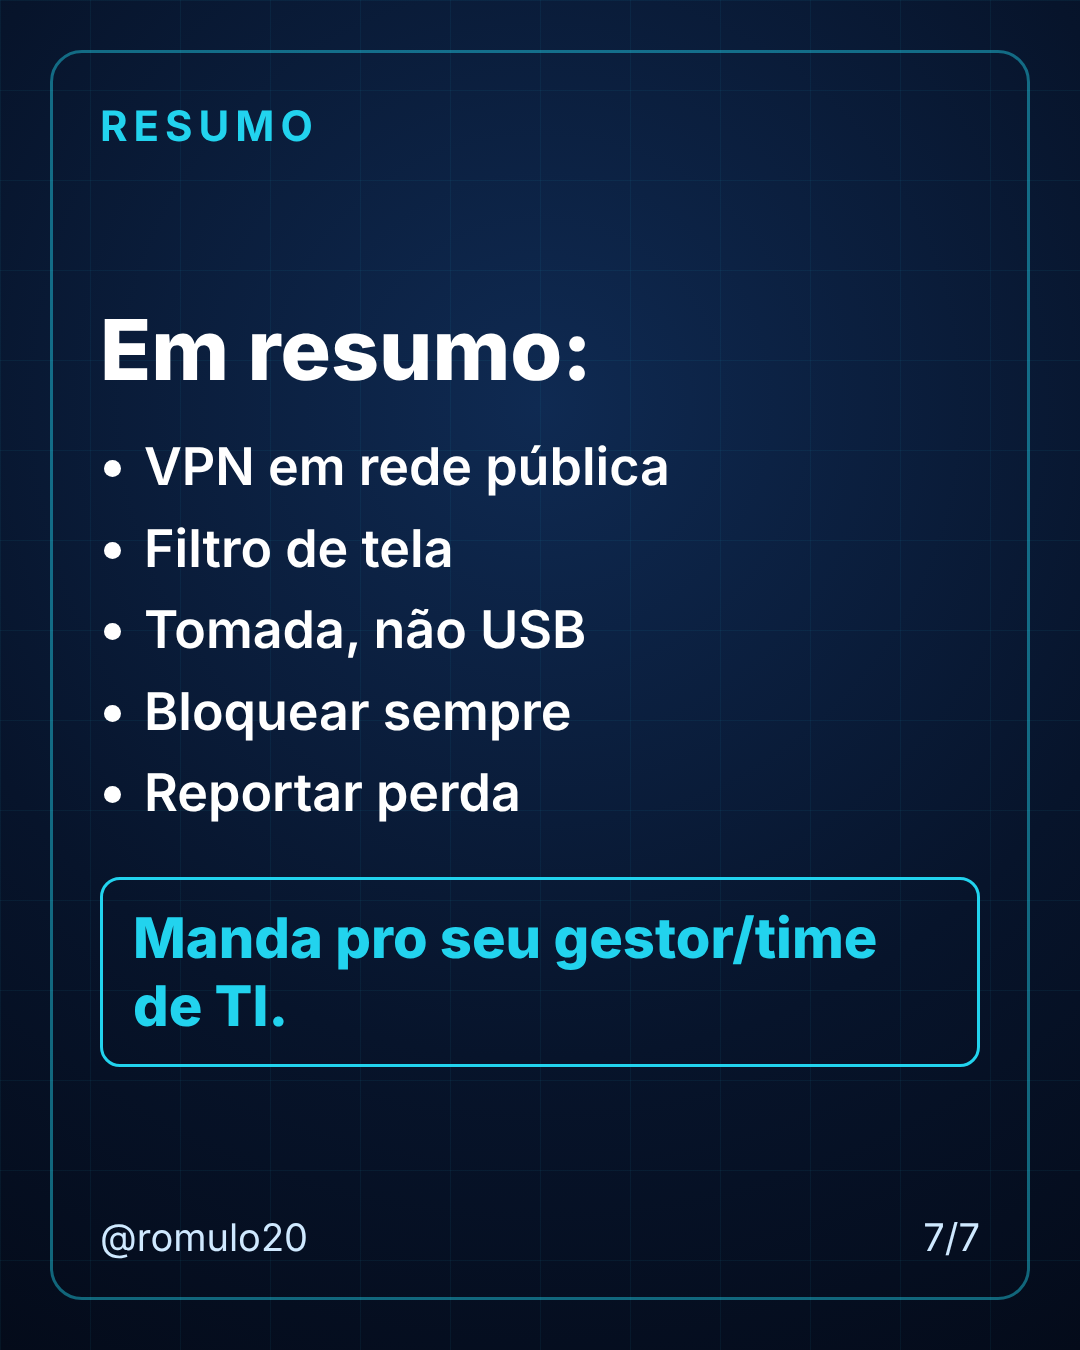 RESUMO
Em resumo:
• VPN em rede pública
• Filtro de tela
• Tomada, não USB
• Bloquear sempre
• Reportar perda
Manda pro seu gestor/time
de TI.
@romulo20
7/7